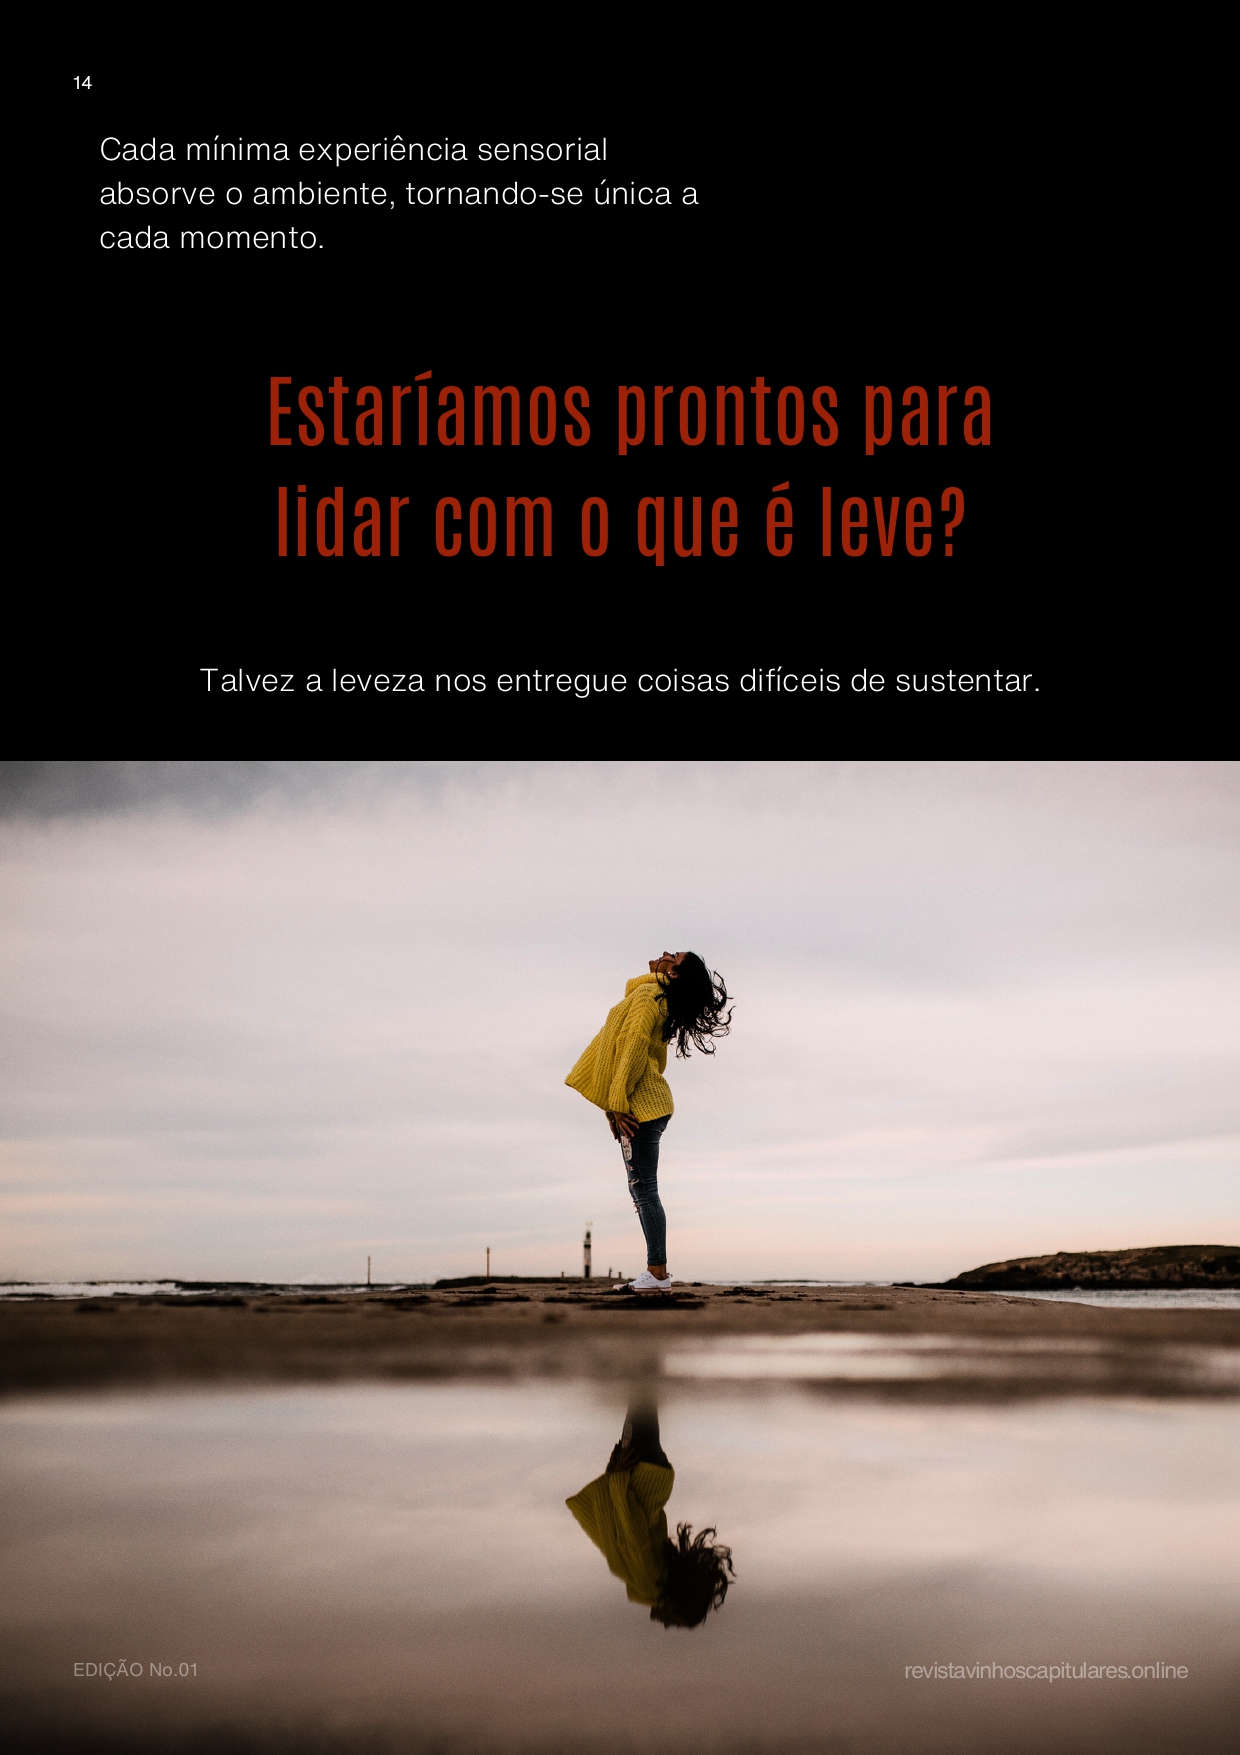 14
Cada mínima experiência sensorial
absorve o ambiente, tornando-se única a
cada momento.
Estaríamos prontos para
lidar com o que é leve?
Talvez a leveza nos entregue coisas difíceis de sustentar.
EDIÇÃO No.01
revistavinhoscapitulares.online